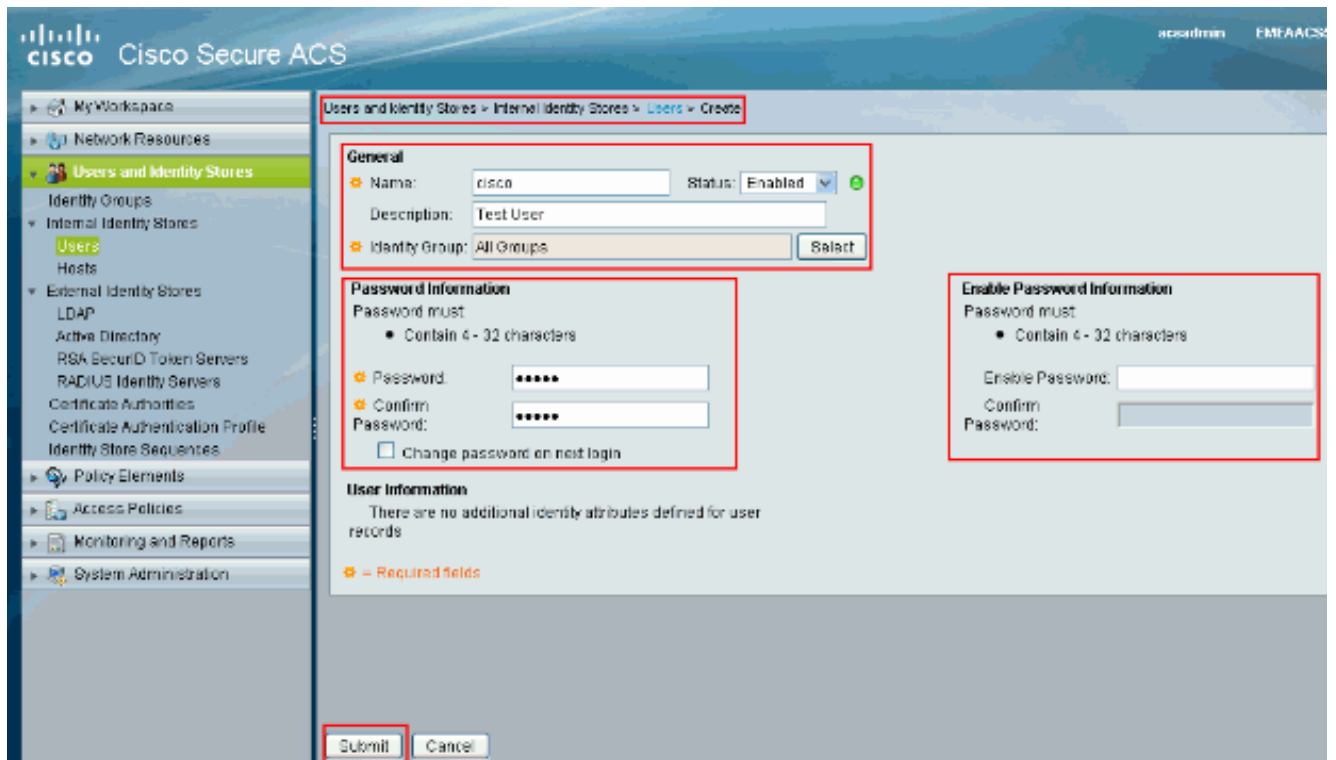 cisco Cisco Secure ACS
acsadmin EMEAACS5
My Workspace
Network Resources
Users and Identity Stores
Identity Groups
Internal Identity Stores
Users
Hosts
External Identity Stores
LDAP
Active Directory
RSA SecurID Token Servers
RADIUS Identity Servers
Certificate Authorities
Certificate Authentication Profile
Identity Store Sequences
Policy Elements
Access Policies
Monitoring and Reports
System Administration
Users and Identity Stores > Internal Identity Stores > Users > Create
General
Name: cisco Status: Enabled
Description: Test User
Identity Group: All Groups Select
Password Information
Password must
• Contain 4 - 32 characters
Password: •••••
Confirm
Password: •••••
Change password on next login
Enable Password Information
Password must
• Contain 4 - 32 characters
Enable Password:
Confirm
Password:
User Information
There are no additional identity attributes defined for user
records
= Required fields
Submit Cancel